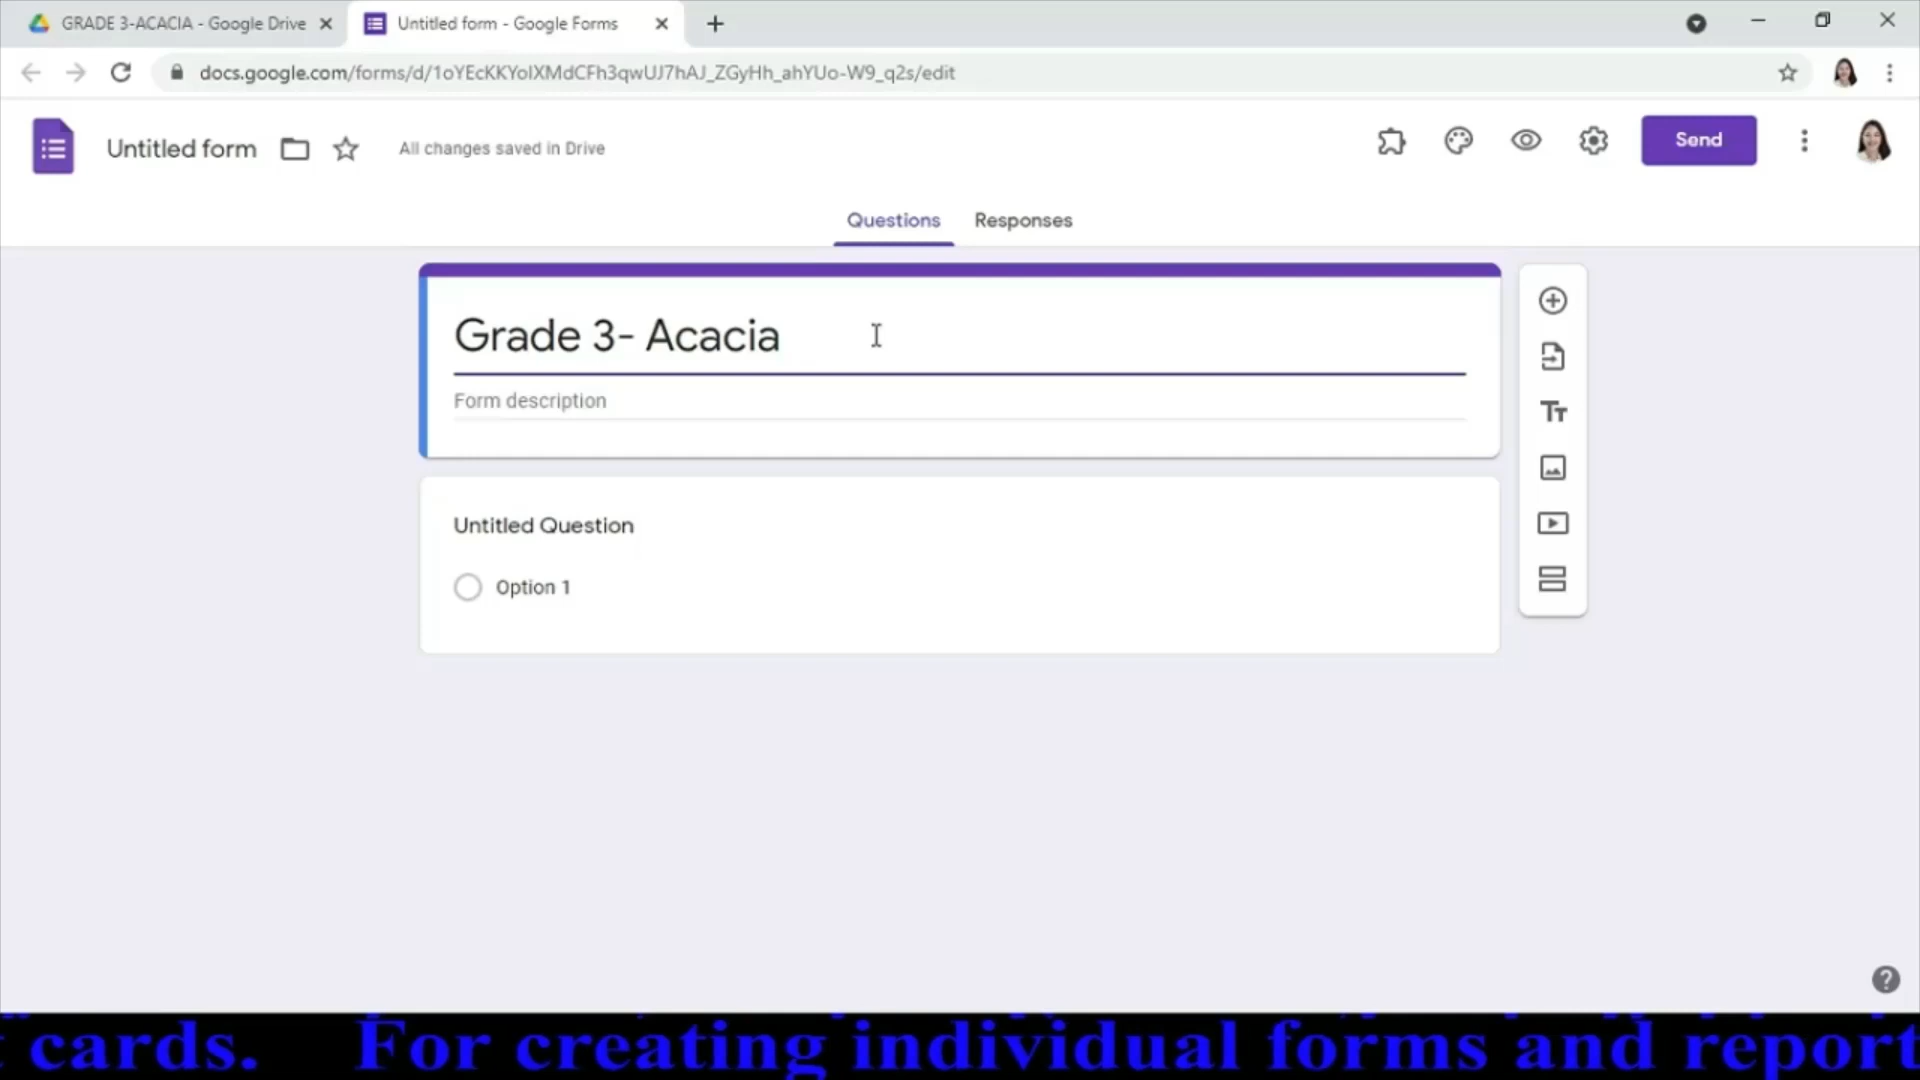 GRADE 3-ACACIA - Google Drive
Untitled form - Google Forms
docs.google.com/forms/d/1oYEcKKYoIXMdCFh3qwUJ7hAJ_ZGyHh_ahYUo-W9_q2s/edit
Untitled form
All changes saved in Drive
Send
Questions
Responses
Grade 3- Acacia
Form description
Untitled Question
Option 1
t cards. For creating individual forms and report